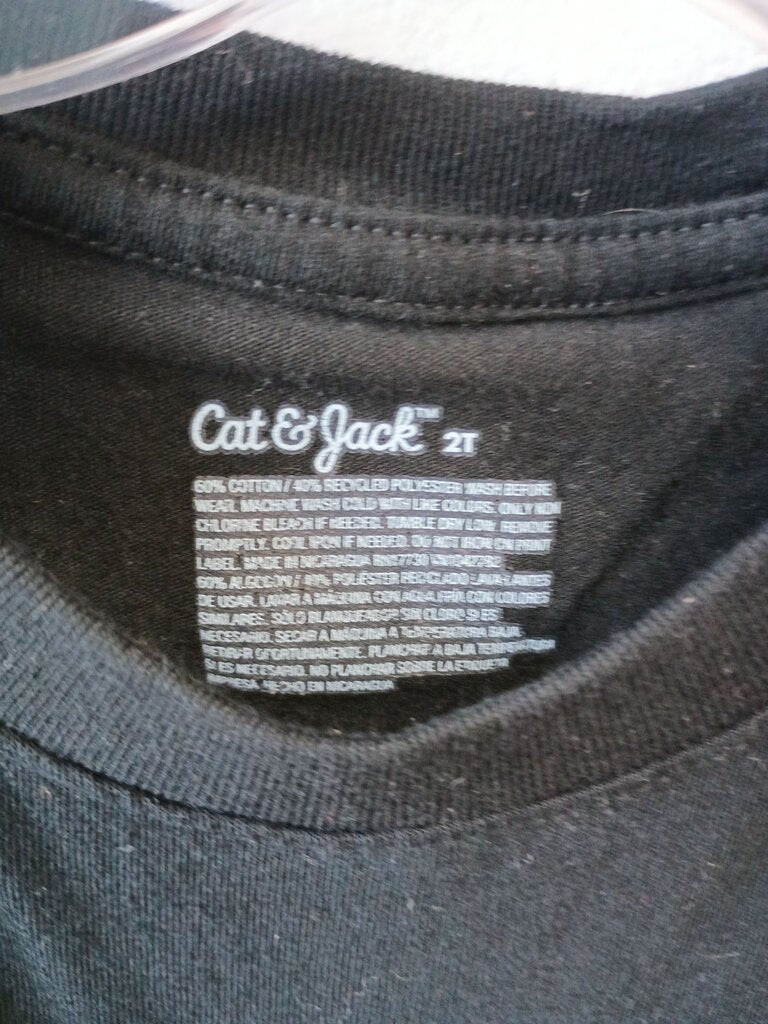 Cat & Jack™ 2T
60% COTTON / 40% RECYCLED POLYESTER WASH BEFORE
WEAR. MACHINE WASH COLD WITH LIKE COLORS. ONLY NON
CHLORINE BLEACH IF NEEDED. TUMBLE DRY LOW. REMOVE
PROMPTLY. COOL IRON IF NEEDED. DO NOT IRON ON PRINT
LABEL. MADE IN NICARAGUA
60% ALGODÓN / 40% POLIÉSTER RECICLADO LAVAR ANTES
DE USAR. LAVAR A MÁQUINA CON AGUA FRÍA CON COLORES
SIMILARES. SÓLO BLANQUEADOR SIN CLORO SI ES
NECESARIO. SECAR A MÁQUINA A TEMPERATURA BAJA.
RETIRAR OPORTUNAMENTE. PLANCHAR A BAJA TEMPERATURA
SI ES NECESARIO. NO PLANCHAR SOBRE LA ETIQUETA
IMPRESA. HECHO EN NICARAGUA